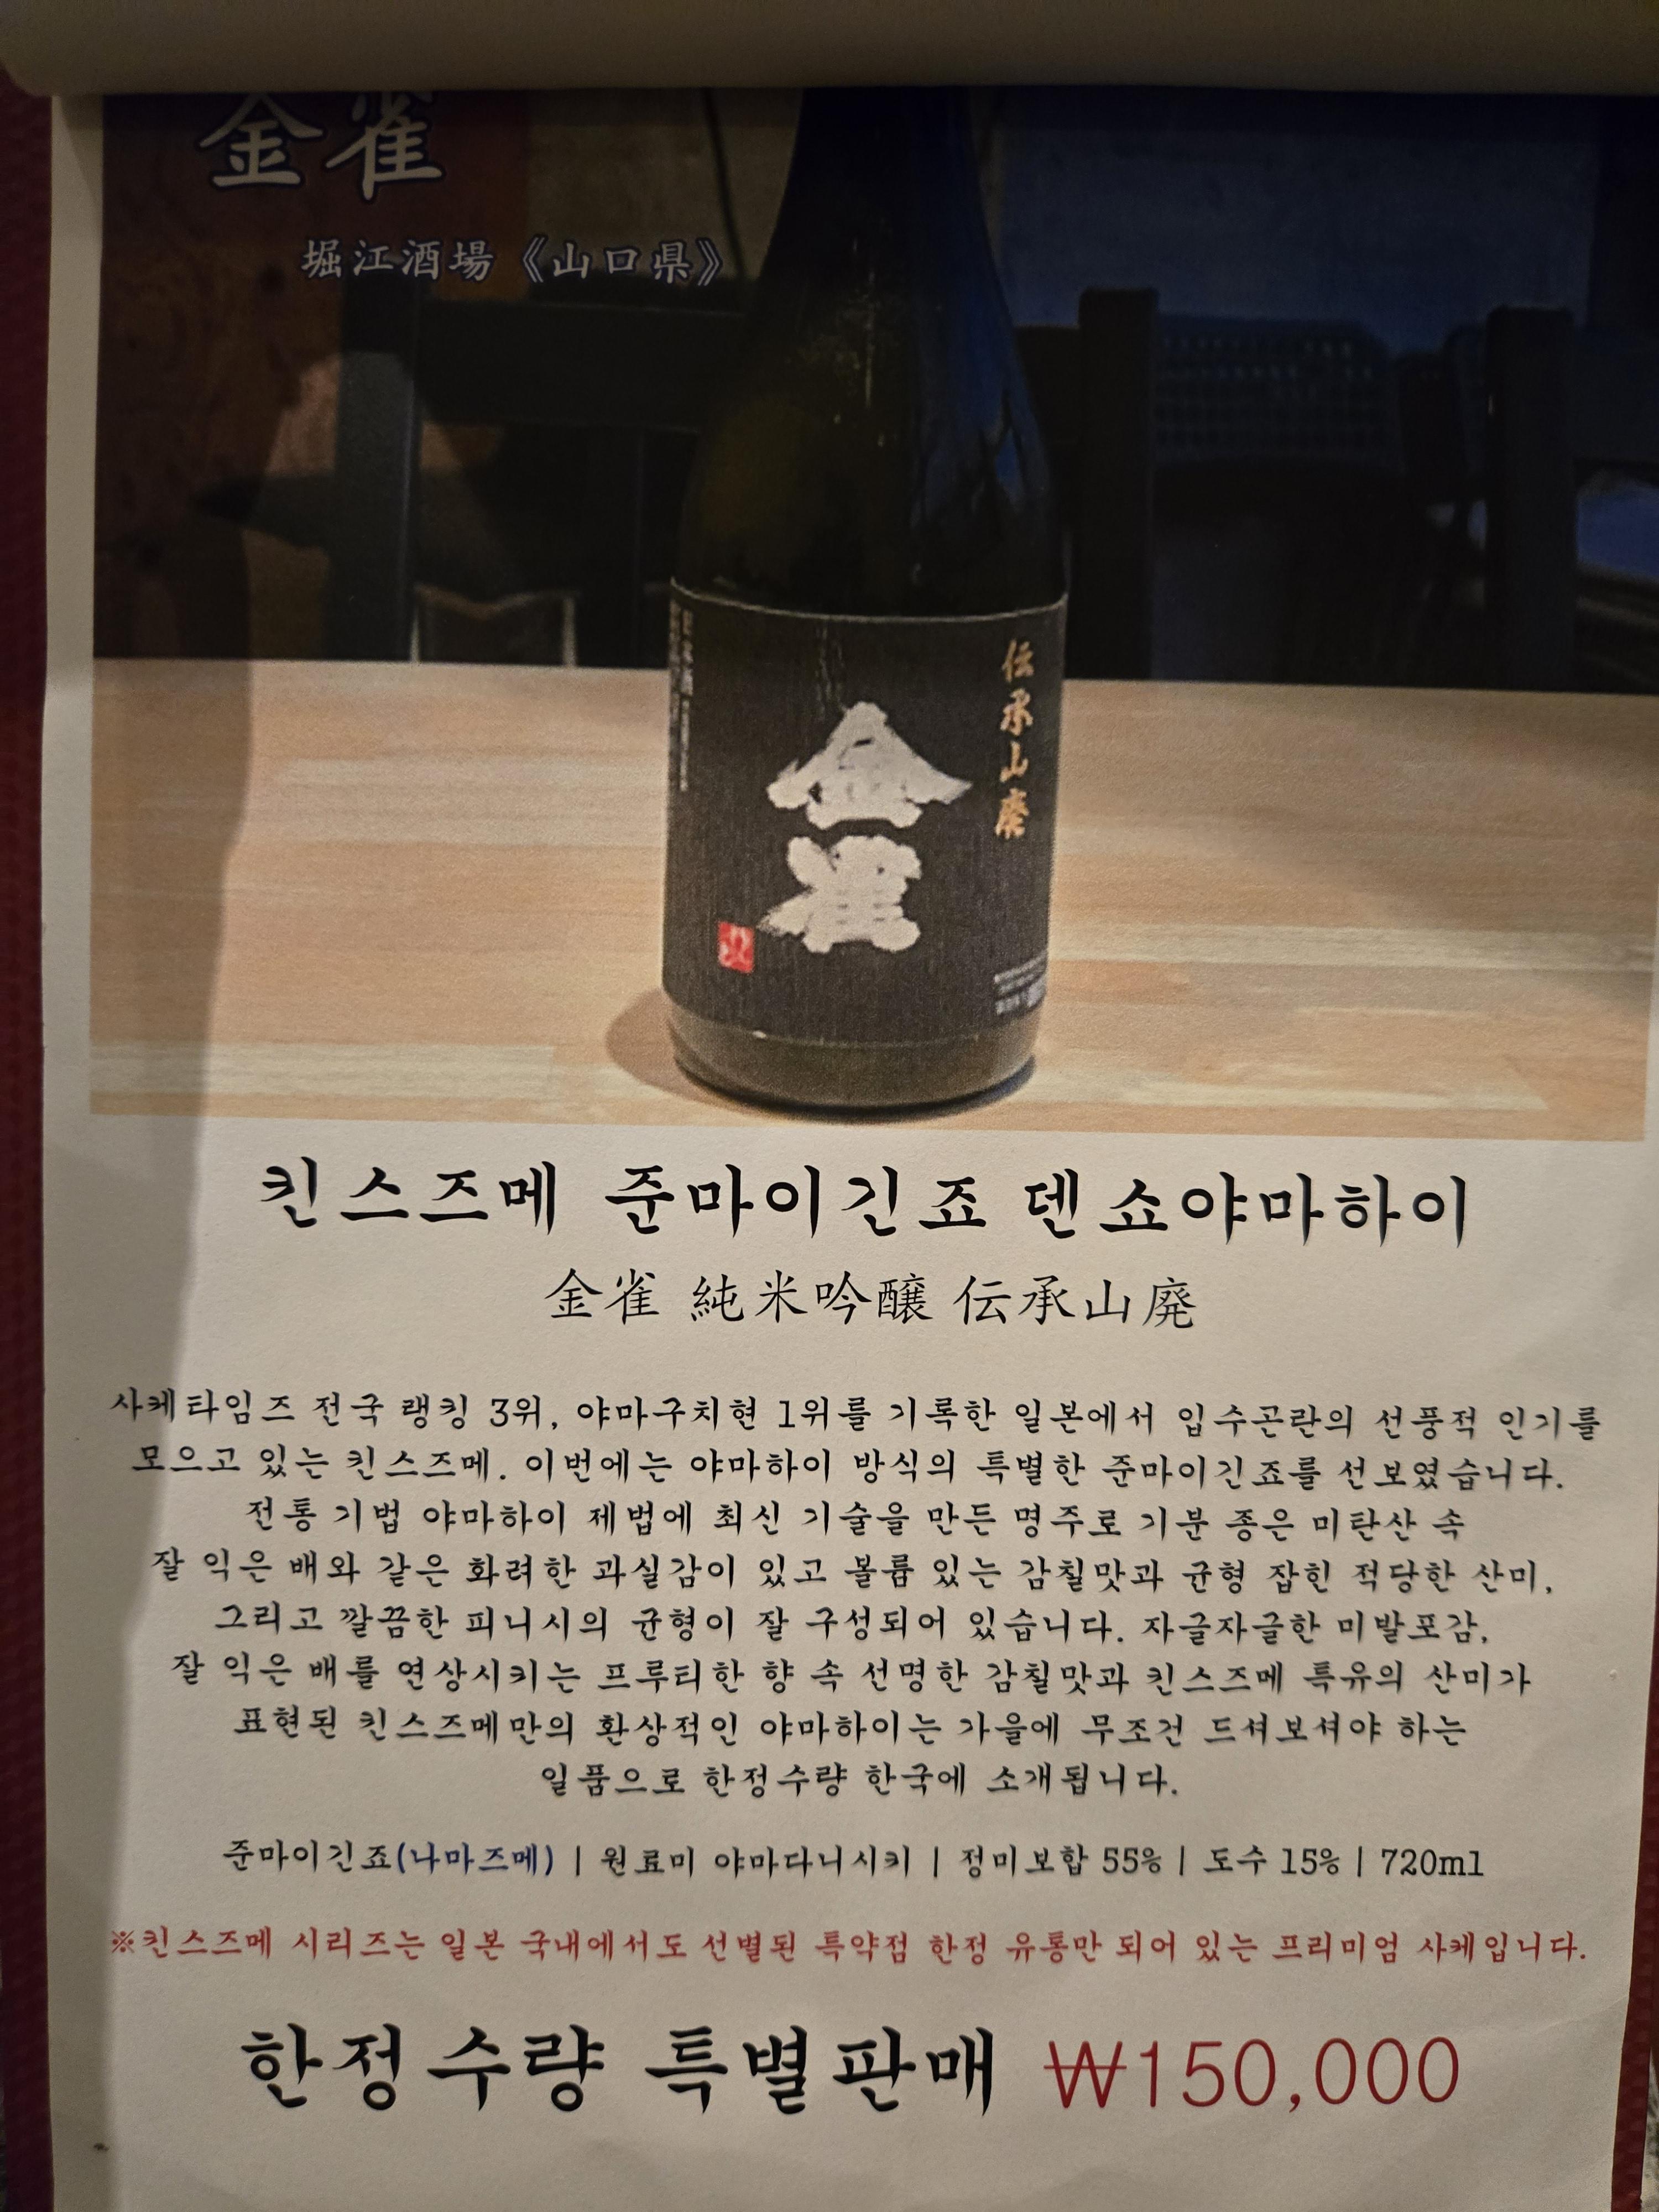 金雀
堀江酒場《山口県》
伝承山廃
金雀
킨스즈메 준마이긴죠 덴쇼야마하이
金雀 純米吟醸 伝承山廃
사케타임즈 전국 랭킹 3위, 야마구치현 1위를 기록한 일본에서 입수곤란의 선풍적 인기를
모으고 있는 킨스즈메. 이번에는 야마하이 방식의 특별한 준마이긴죠를 선보였습니다.
전통 기법 야마하이 제법에 최신 기술을 만든 명주로 기분 좋은 미탄산 속
잘 익은 배와 같은 화려한 과실감이 있고 볼륨 있는 감칠맛과 균형 잡힌 적당한 산미,
그리고 깔끔한 피니시의 균형이 잘 구성되어 있습니다. 자글자글한 미발포감,
잘 익은 배를 연상시키는 프루티한 향 속 선명한 감칠맛과 킨스즈메 특유의 산미가
표현된 킨스즈메만의 환상적인 야마하이는 가을에 무조건 드셔보셔야 하는
일품으로 한정수량 한국에 소개됩니다.
준마이긴죠(나마즈메) | 원료미 야마다니시키 | 정미보합 55% | 도수 15% | 720ml
※킨스즈메 시리즈는 일본 국내에서도 선별된 특약점 한정 유통만 되어 있는 프리미엄 사케입니다.
한정수량 특별판매 ₩150,000